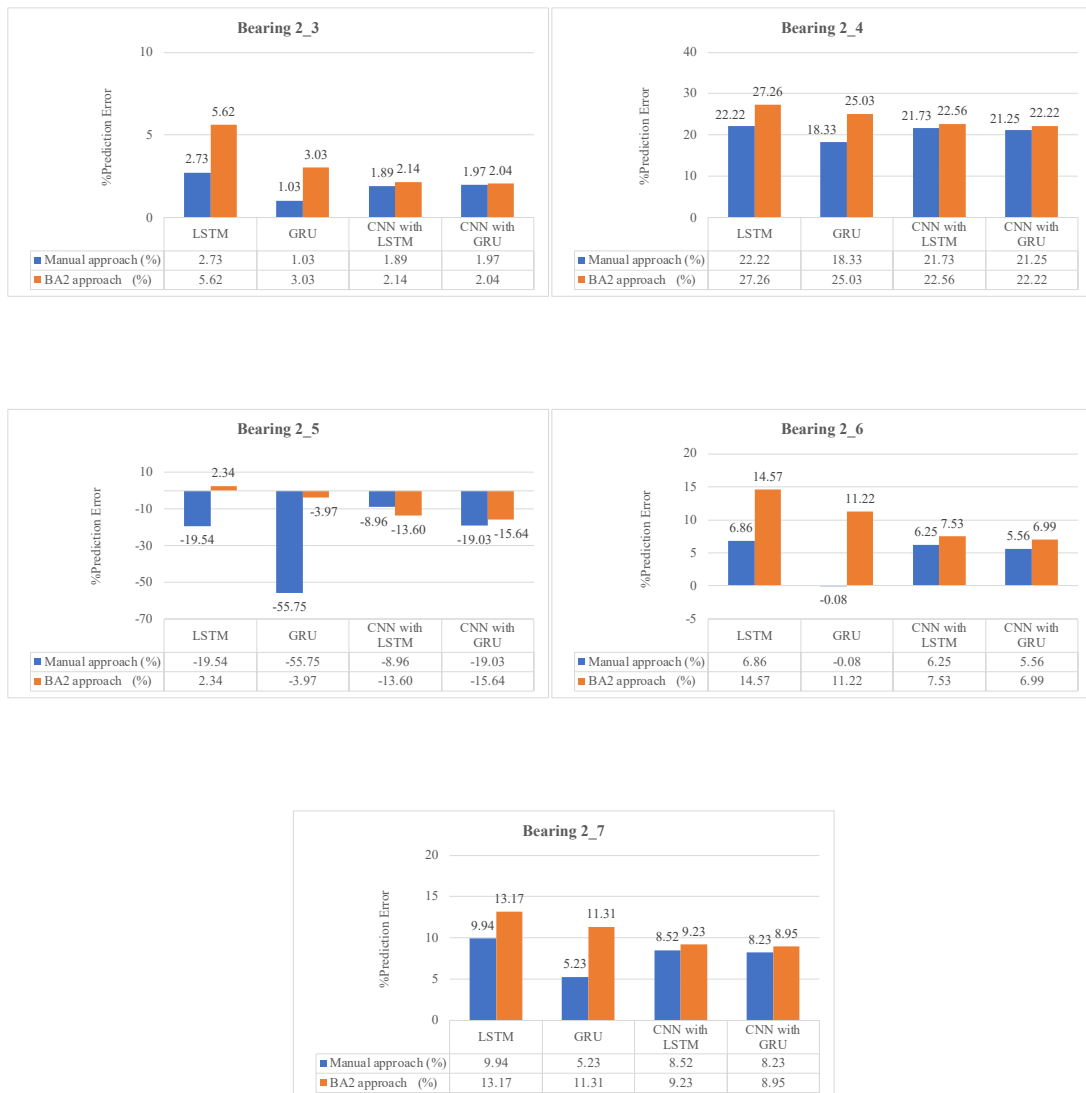 Bearing 2_3
%Prediction Error
10
5
0
2.73
5.62
1.03
3.03
1.89
2.14
1.97
2.04
LSTM GRU CNN with LSTM CNN with GRU
Manual approach (%) 2.73 1.03 1.89 1.97
BA2 approach (%) 5.62 3.03 2.14 2.04
Bearing 2_4
%Prediction Error
40
30
20
10
0
22.22
27.26
18.33
25.03
21.73
22.56
21.25
22.22
LSTM GRU CNN with LSTM CNN with GRU
Manual approach (%) 22.22 18.33 21.73 21.25
BA2 approach (%) 27.26 25.03 22.56 22.22
Bearing 2_5
%Prediction Error
10
-10
-30
-50
-70
-19.54
2.34
-55.75
-3.97
-8.96
-13.60
-19.03
-15.64
LSTM GRU CNN with LSTM CNN with GRU
Manual approach (%) -19.54 -55.75 -8.96 -19.03
BA2 approach (%) 2.34 -3.97 -13.60 -15.64
Bearing 2_6
%Prediction Error
20
15
10
5
0
-5
6.86
14.57
-0.08
11.22
6.25
7.53
5.56
6.99
LSTM GRU CNN with LSTM CNN with GRU
Manual approach (%) 6.86 -0.08 6.25 5.56
BA2 approach (%) 14.57 11.22 7.53 6.99
Bearing 2_7
%Prediction Error
20
15
10
5
0
9.94
13.17
5.23
11.31
8.52
9.23
8.23
8.95
LSTM GRU CNN with LSTM CNN with GRU
Manual approach (%) 9.94 5.23 8.52 8.23
BA2 approach (%) 13.17 11.31 9.23 8.95